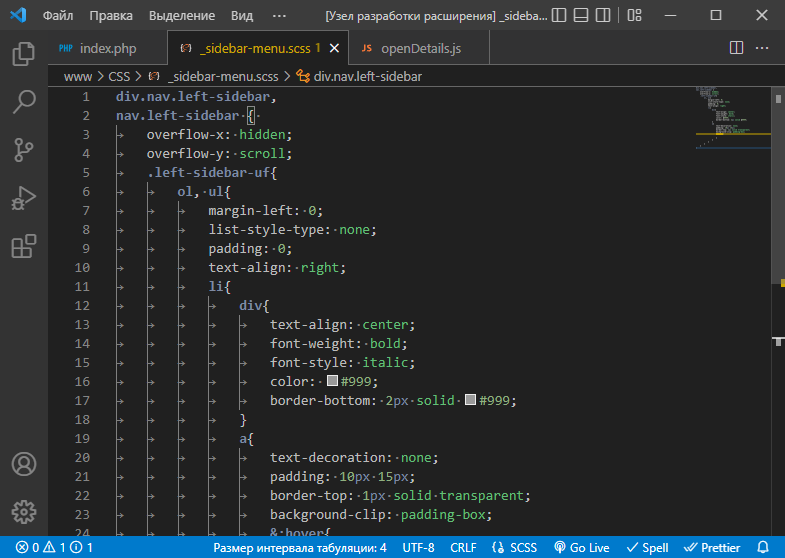 Файл Правка Выделение Вид ··· [Узел разработки расширения] _sideba...
PHP index.php _sidebar-menu.scss 1 JS openDetails.js
www > CSS > _sidebar-menu.scss > div.nav.left-sidebar
1 div.nav.left-sidebar,
2 nav.left-sidebar {
3 overflow-x: hidden;
4 overflow-y: scroll;
5 .left-sidebar-uf{
6 ol, ul{
7 margin-left: 0;
8 list-style-type: none;
9 padding: 0;
10 text-align: right;
11 li{
12 div{
13 text-align: center;
14 font-weight: bold;
15 font-style: italic;
16 color: #999;
17 border-bottom: 2px solid #999;
18 }
19 a{
20 text-decoration: none;
21 padding: 10px 15px;
22 border-top: 1px solid transparent;
23 background-clip: padding-box;
24 &:hover{
0 1 1 Размер интервала табуляции: 4 UTF-8 CRLF {} SCSS Go Live Spell Prettier